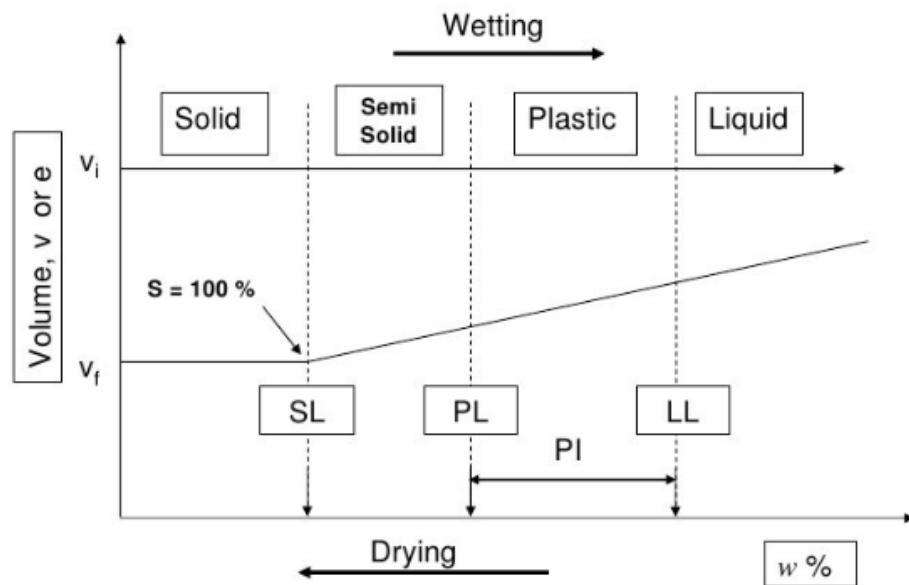 Wetting
Solid
Semi
Solid
Plastic
Liquid
Volume, v or e
vi
S = 100 %
vf
SL
PL
LL
PI
Drying
w %